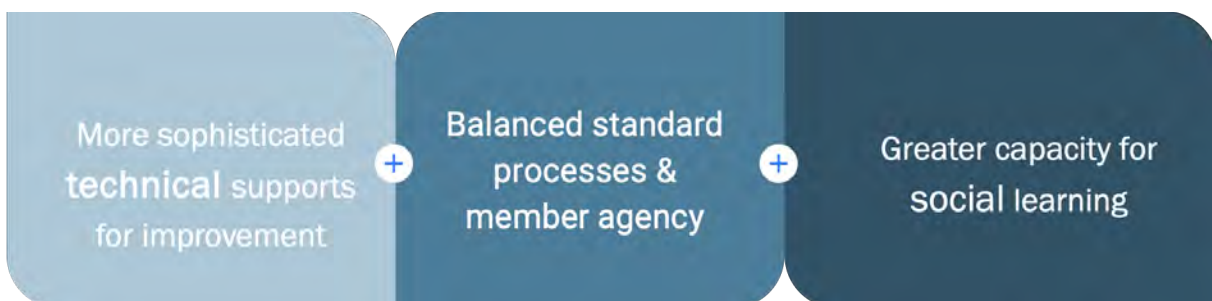 More sophisticated
technical supports
for improvement
+
Balanced standard
processes &
member agency
+
Greater capacity for
social learning